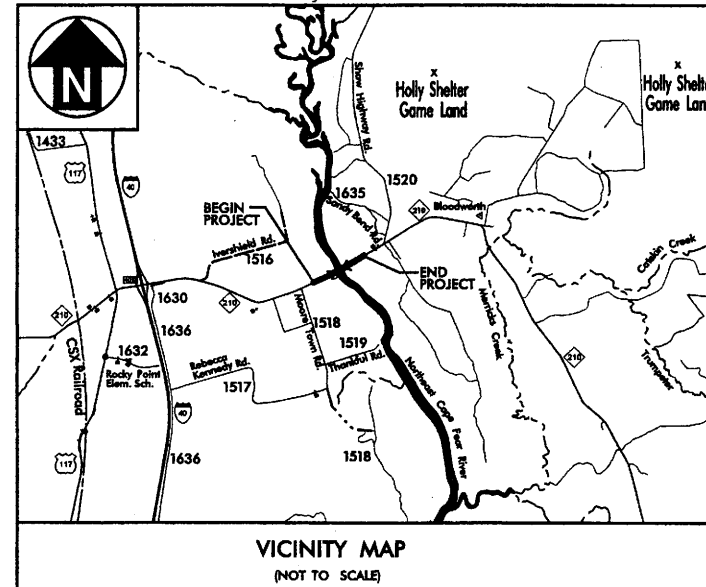 N
Holly Shelter
Game Land
Holly Shelte
Game Lan
Shaw Highway Rd.
1433
117
40
1520
1635
Sandy Bend Rd.
210
Bloodworth
BEGIN
PROJECT
Ivershield Rd.
1516
END
PROJECT
Catskin Creek
Merricks Creek
1630
210
210
1636
CSX Railroad
1632
Rocky Point
Elem. Sch.
Rebecca
Kennedy Rd.
1517
Moore Town Rd.
1518
1519
Thankful Rd.
Northeast Cape Fear River
210
Trumpeter
40
117
1636
1518
VICINITY MAP
(NOT TO SCALE)